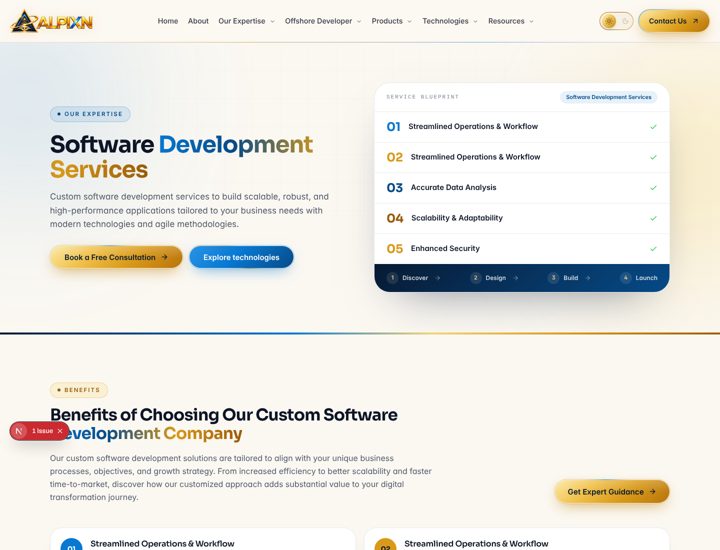 ALPIXN
Home About Our Expertise Offshore Developer Products Technologies Resources
Contact Us
OUR EXPERTISE
Software Development
Services
Custom software development services to build scalable, robust, and
high-performance applications tailored to your business needs with
modern technologies and agile methodologies.
Book a Free Consultation
Explore technologies
SERVICE BLUEPRINT
Software Development Services
01 Streamlined Operations & Workflow
02 Streamlined Operations & Workflow
03 Accurate Data Analysis
04 Scalability & Adaptability
05 Enhanced Security
1 Discover 2 Design 3 Build 4 Launch
BENEFITS
Benefits of Choosing Our Custom Software
Development Company
N 1 Issue
Our custom software development solutions are tailored to align with your unique business
processes, objectives, and growth strategy. From increased efficiency to better scalability and faster
time-to-market, discover how our customized approach adds substantial value to your digital
transformation journey.
Get Expert Guidance
01 Streamlined Operations & Workflow
02 Streamlined Operations & Workflow